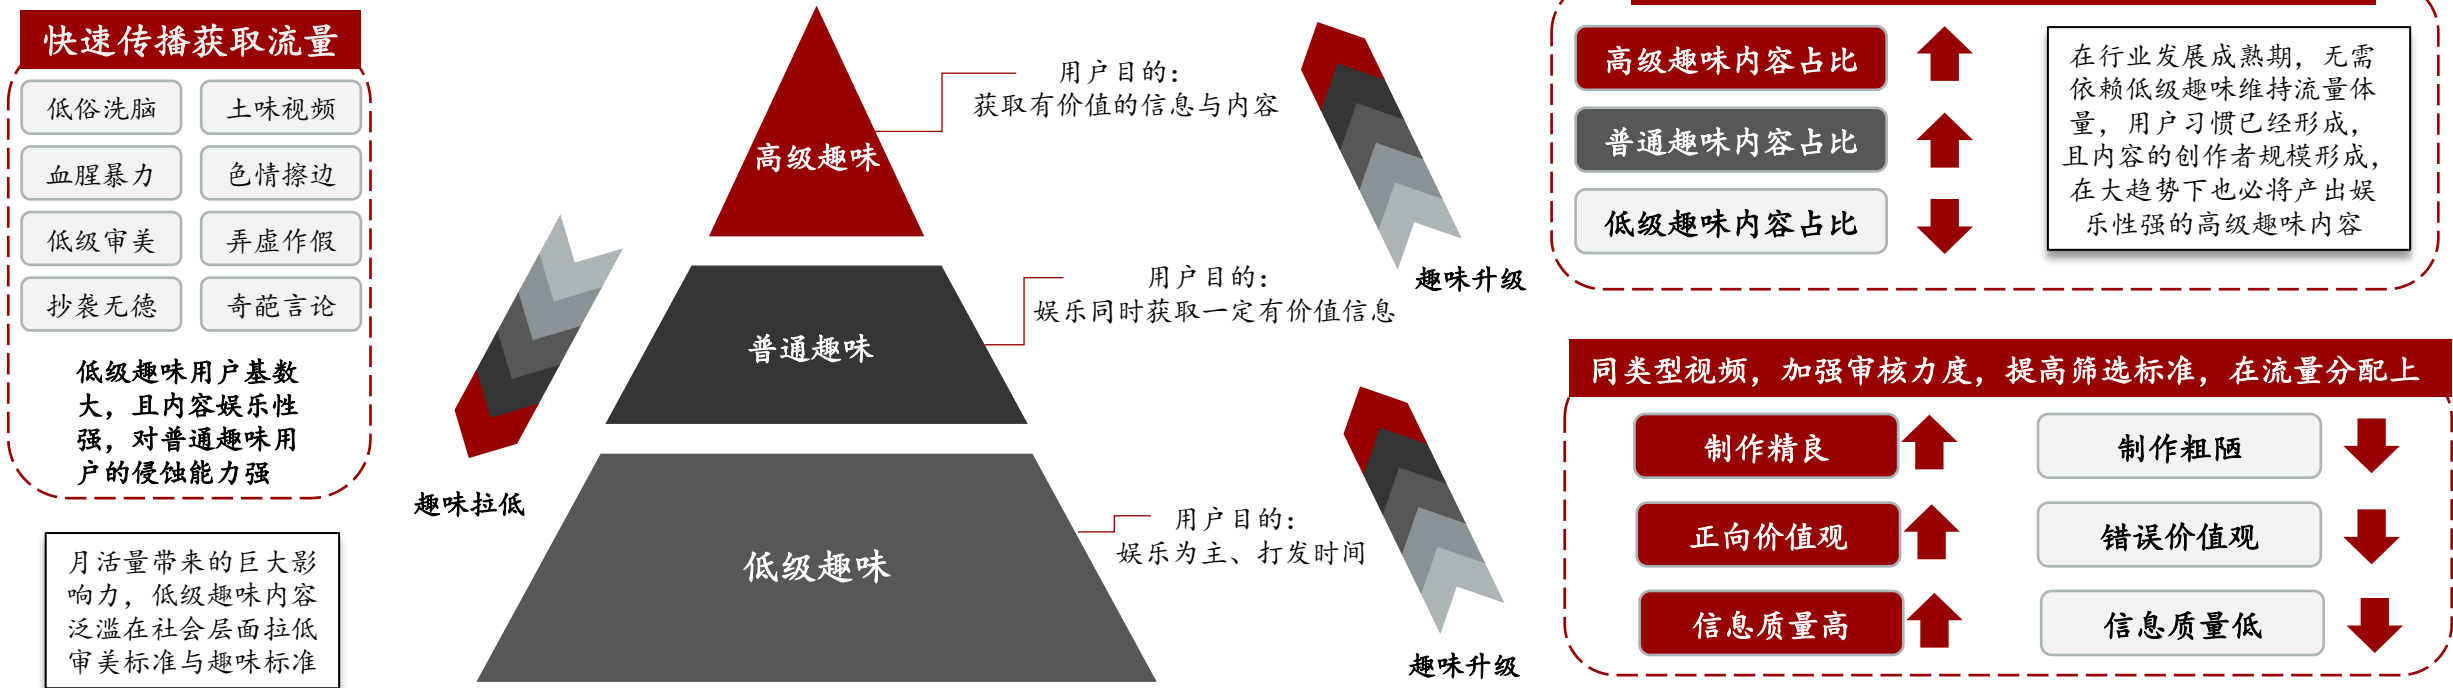 快速传播获取流量
低俗洗脑
土味视频
血腥暴力
色情擦边
低级审美
弄虚作假
抄袭无德
奇葩言论
低级趣味用户基数
大，且内容娱乐性
强，对普通趣味用
户的侵蚀能力强
月活量带来的巨大影
响力，低级趣味内容
泛滥在社会层面拉低
审美标准与趣味标准
趣味拉低
高级趣味
普通趣味
低级趣味
用户目的：
获取有价值的信息与内容
用户目的：
娱乐同时获取一定有价值信息
用户目的：
娱乐为主、打发时间
趣味升级
趣味升级
高级趣味内容占比
普通趣味内容占比
低级趣味内容占比
在行业发展成熟期，无需
依赖低级趣味维持流量体
量，用户习惯已经形成，
且内容的创作者规模形成，
在大趋势下也必将产出娱
乐性强的高级趣味内容
同类型视频，加强审核力度，提高筛选标准，在流量分配上
制作精良
制作粗陋
正向价值观
错误价值观
信息质量高
信息质量低